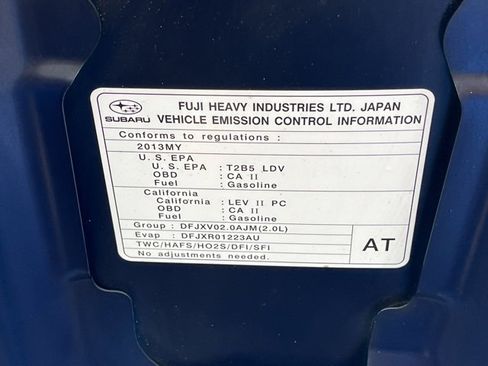 SUBARU
FUJI HEAVY INDUSTRIES LTD. JAPAN
VEHICLE EMISSION CONTROL INFORMATION
Conforms to regulations :
2013MY
U. S. EPA
U. S. EPA : T2B5 LDV
OBD : CA II
Fuel : Gasoline
California
California : LEV II PC
OBD : CA II
Fuel : Gasoline
Group : DFJXV02.0AJM(2.0L)
Evap : DFJXR01223AU
TWC/HAFS/HO2S/DFI/SFI
No adjustments needed.
AT